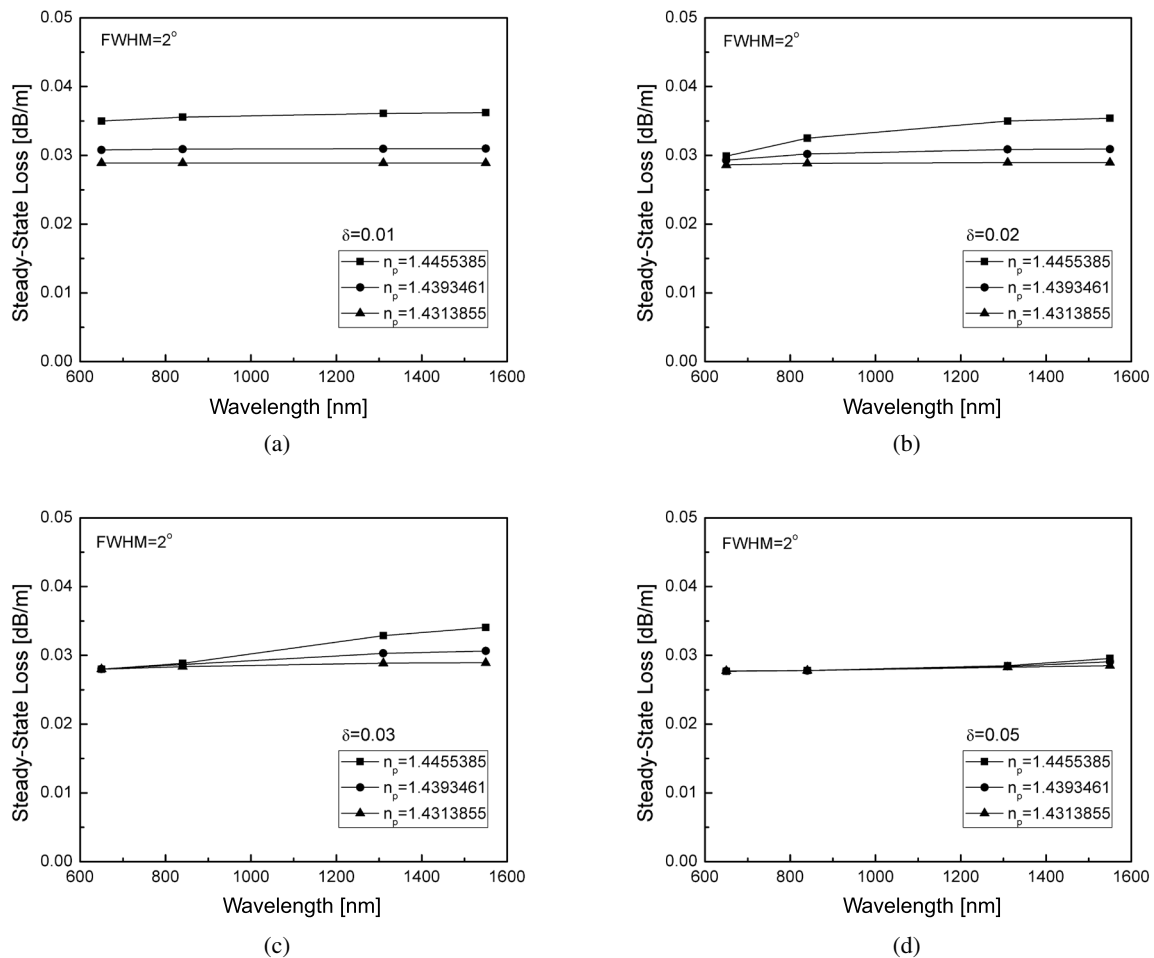 0.05
0.04
0.03
0.02
0.01
0.00
Steady-State Loss [dB/m]
FWHM=2°
δ=0.01
n_p=1.4455385
n_p=1.4393461
n_p=1.4313855
600 800 1000 1200 1400 1600
Wavelength [nm]
(a)
0.05
0.04
0.03
0.02
0.01
0.00
Steady-State Loss [dB/m]
FWHM=2°
δ=0.02
n_p=1.4455385
n_p=1.4393461
n_p=1.4313855
600 800 1000 1200 1400 1600
Wavelength [nm]
(b)
0.05
0.04
0.03
0.02
0.01
0.00
Steady-State Loss [dB/m]
FWHM=2°
δ=0.03
n_p=1.4455385
n_p=1.4393461
n_p=1.4313855
600 800 1000 1200 1400 1600
Wavelength [nm]
(c)
0.05
0.04
0.03
0.02
0.01
0.00
Steady-State Loss [dB/m]
FWHM=2°
δ=0.05
n_p=1.4455385
n_p=1.4393461
n_p=1.4313855
600 800 1000 1200 1400 1600
Wavelength [nm]
(d)